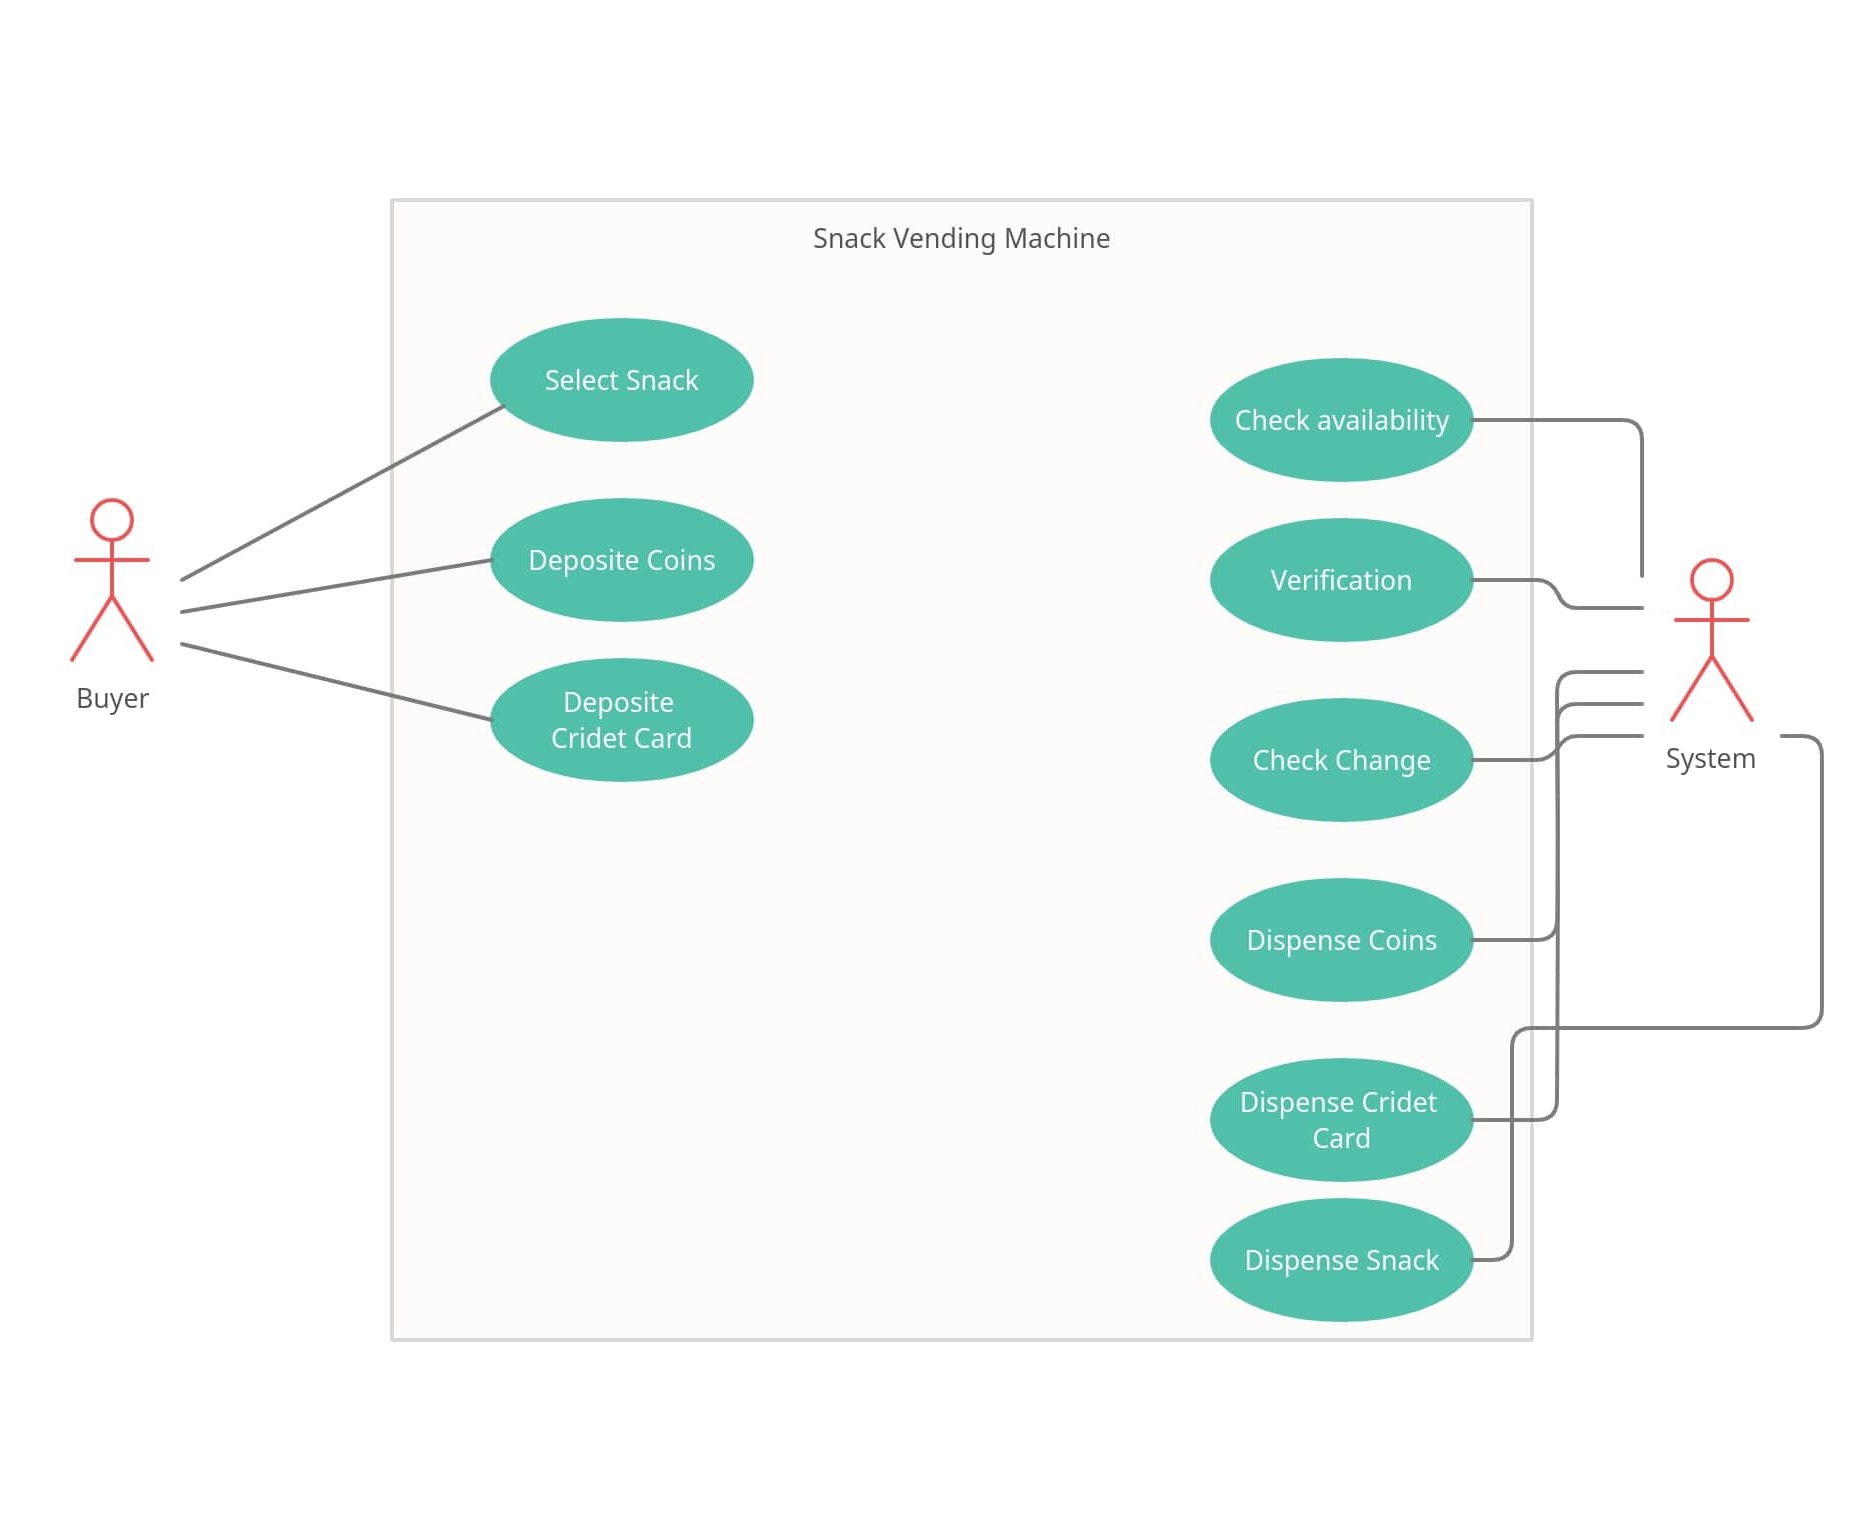 Snack Vending Machine
Select Snack
Deposite Coins
Deposite
Cridet Card
Buyer
Check availability
Verification
Check Change
Dispense Coins
Dispense Cridet
Card
Dispense Snack
System